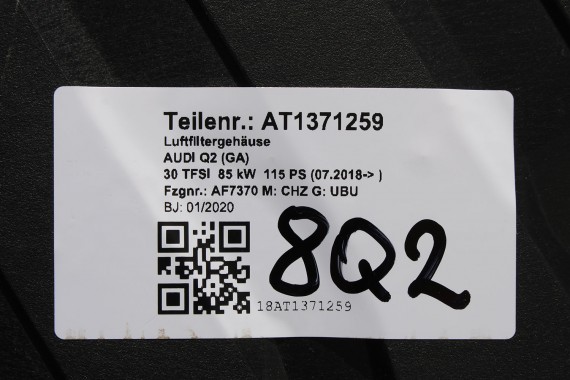 Teilenr.: AT1371259
Luftfiltergehäuse
AUDI Q2 (GA)
30 TFSI 85 kW 115 PS (07.2018-> )
Fzgnr.: AF7370 M: CHZ G: UBU
BJ: 01/2020
8Q2
18AT1371259